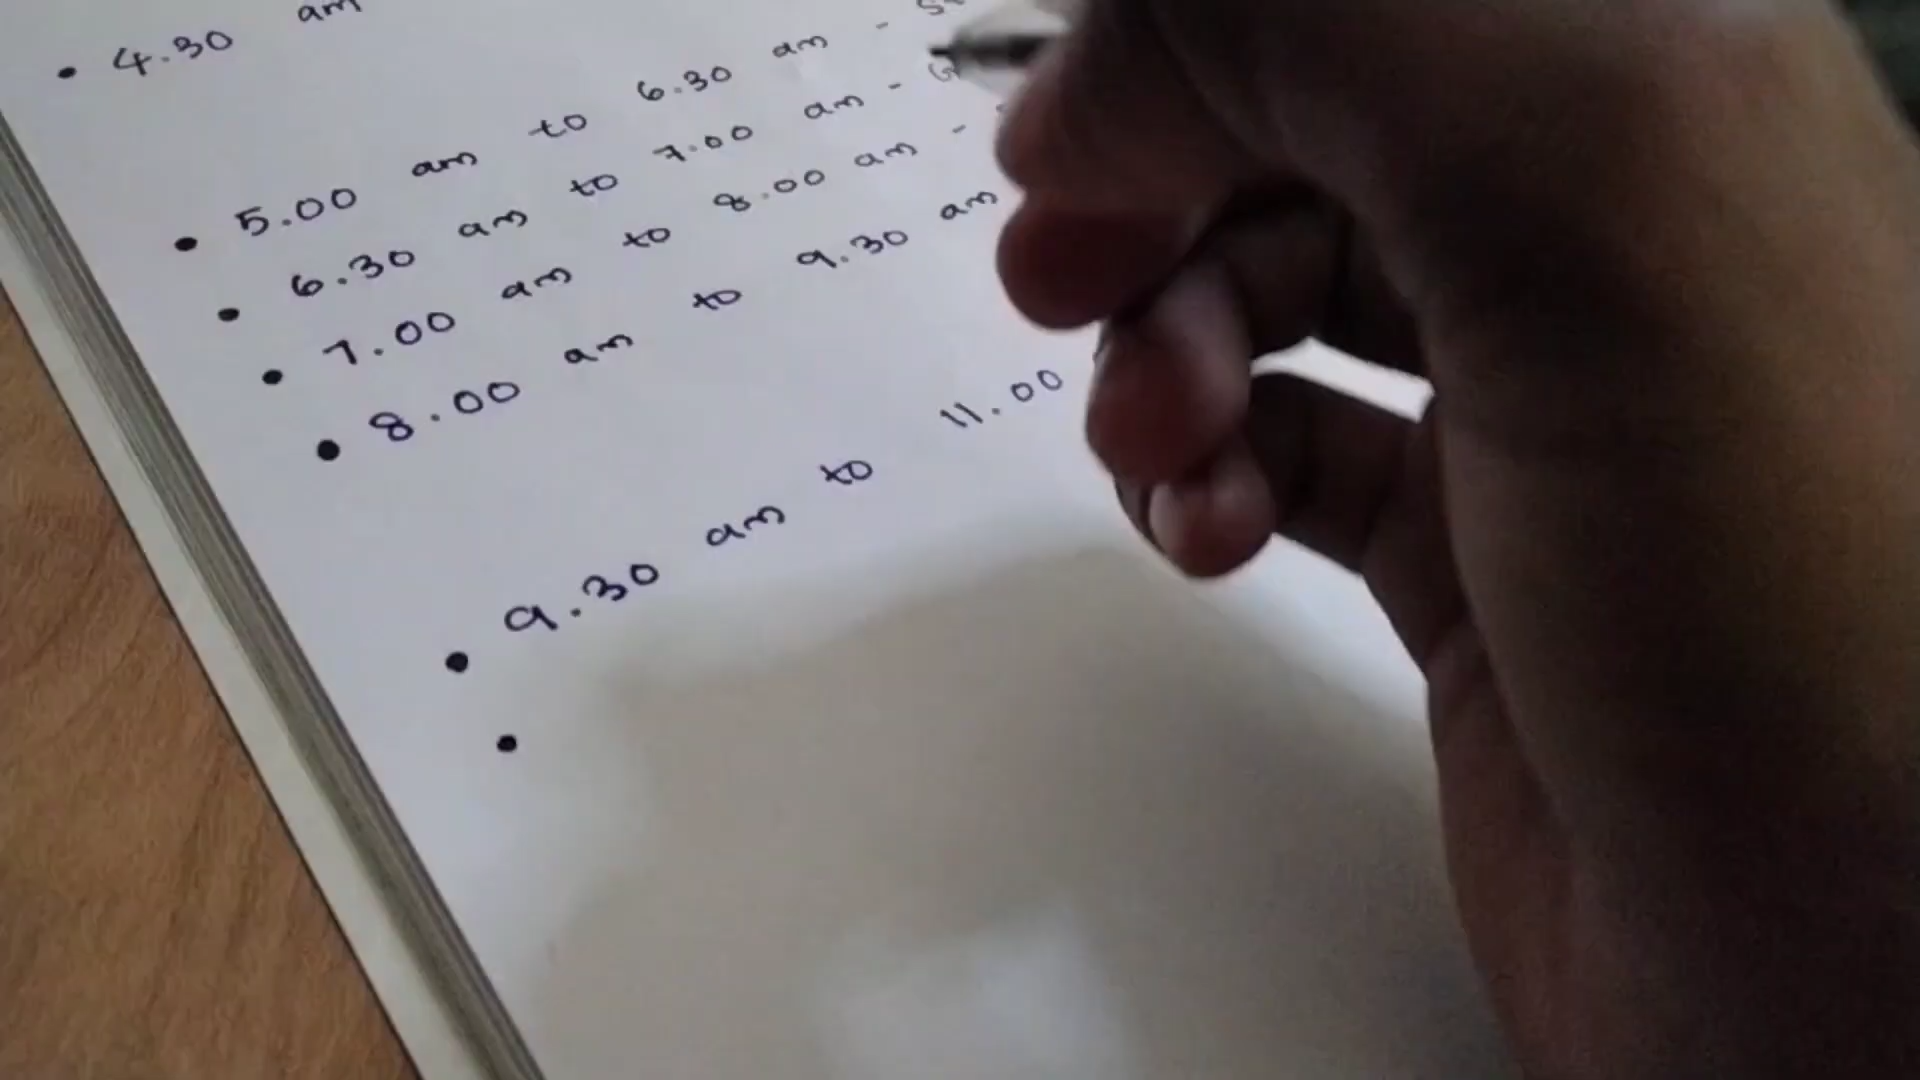 • 4.30 am
• 5.00 am to 6.30 am -
• 6.30 am to 7.00 am -
• 7.00 am to 8.00 am -
• 8.00 am to 9.30 am
• 9.30 am to 11.00
•